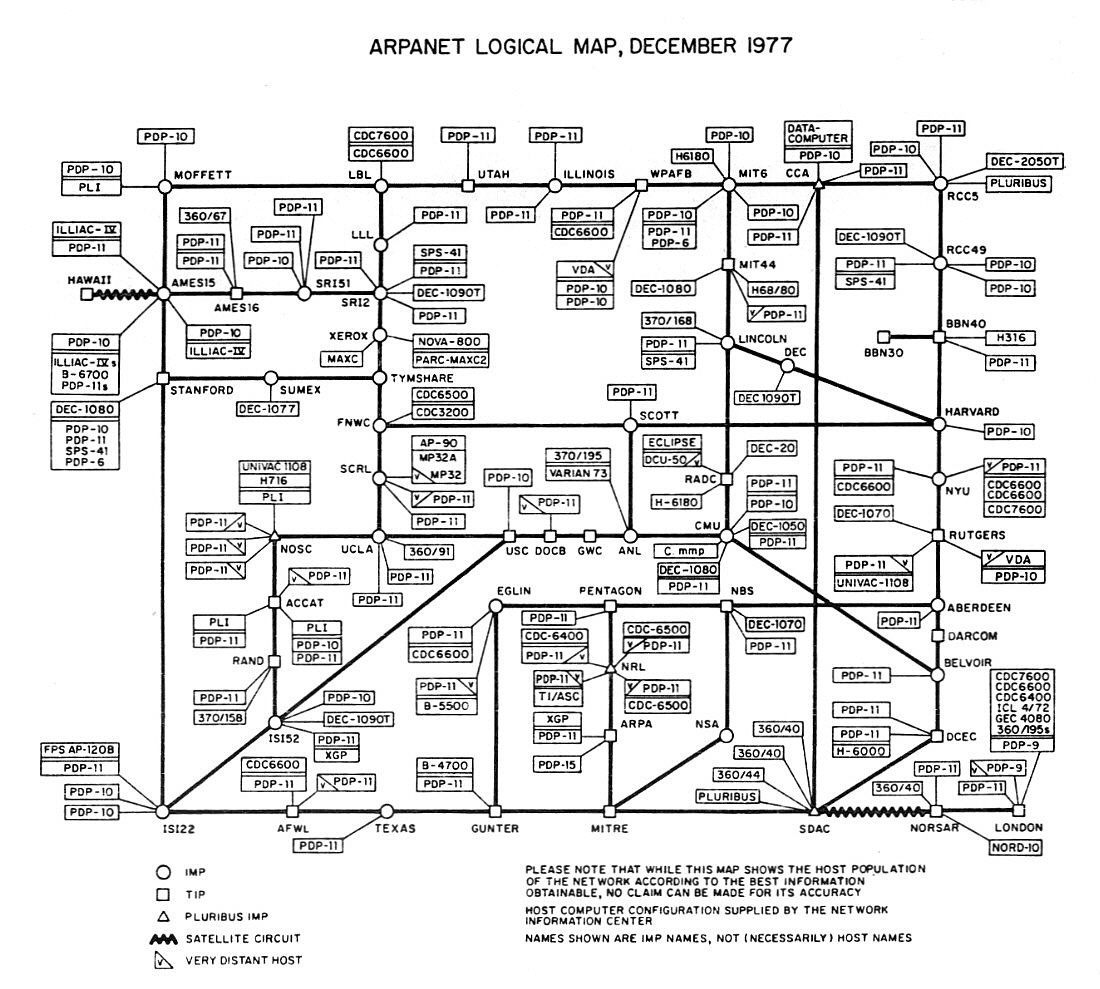 ARPANET LOGICAL MAP, DECEMBER 1977
PDP-10
CDC7600
CDC6600
PDP-11
PDP-11
PDP-10
H6180
DATA-
COMPUTER
PDP-10
PDP-11
PDP-10
PDP-11
DEC-2050T
PLURIBUS
PDP-10
PLI
MOFFETT
LBL
UTAH
ILLINOIS
WPAFB
MIT6
CCA
RCC5
PDP-11
PDP-11
CDC6600
PDP-10
PDP-11
PDP-6
PDP-10
PDP-11
360/67
PDP-11
PDP-11
PDP-11
LLL
ILLIAC-IV
PDP-11
PDP-11
PDP-11
PDP-10
PDP-11
SPS-41
PDP-11
DEC-1090T
PDP-11
VDA V
PDP-10
PDP-10
DEC-1080
MIT44
H68/80
V PDP-11
DEC-1090T
PDP-11
SPS-41
RCC49
PDP-10
PDP-10
HAWAII
AMES15
AMES16
SRI51
SRI2
PDP-10
ILLIAC-IV
PDP-10
ILLIAC-IVs
B-6700
PDP-11s
XEROX
MAXC
NOVA-800
PARC-MAXC2
370/168
PDP-11
SPS-41
LINCOLN
DEC
DEC1090T
BBN30
BBN40
H316
PDP-11
STANFORD
SUMEX
DEC-1077
TYMSHARE
DEC-1080
PDP-10
PDP-11
SPS-41
PDP-6
CDC6500
CDC3200
FNWC
PDP-11
SCOTT
HARVARD
PDP-10
UNIVAC 1108
H716
PLI
SCRL
AP-90
MP32A
V MP32
V PDP-11
PDP-11
PDP-10
370/195
VARIAN 73
V PDP-11
ECLIPSE
DCU-50 V
DEC-20
RADC
H-6180
PDP-11
PDP-10
PDP-11
CDC6600
NYU
V PDP-11
CDC6600
CDC6600
CDC7600
PDP-11 V
PDP-11 V
PDP-11 V
NOSC
UCLA
360/91
PDP-11
PDP-11
USC
DOCB
GWC
ANL
CMU
DEC-1050
PDP-11
C.mmp
DEC-1080
PDP-11
DEC-1070
RUTGERS
PDP-11 V
UNIVAC-1108
V VDA
PDP-10
V PDP-11
ACCAT
PLI
PDP-11
PLI
PDP-10
PDP-11
EGLIN
PENTAGON
NBS
ABERDEEN
PDP-11
PDP-11
CDC6600
PDP-11 V
B-5500
PDP-11
CDC-6400
PDP-11 V
PDP-11 V
TI/ASC
CDC-6500
V PDP-11
NRL
V PDP-11
CDC-6500
DEC-1070
PDP-11
DARCOM
BELVOIR
PDP-11
RAND
PDP-11
370/158
PDP-10
DEC-1090T
PDP-11
XGP
ISI52
XGP
PDP-11
ARPA
PDP-15
NSA
360/40
360/40
360/44
PLURIBUS
PDP-11
PDP-11
H-6000
DCEC
CDC7600
CDC6600
CDC6400
ICL 4/72
GEC 4080
360/195s
PDP-9
FPS AP-120B
PDP-11
PDP-10
PDP-10
CDC6600
PDP-11
V PDP-11
B-4700
PDP-11
360/40
PDP-11
V PDP-9
PDP-11
ISI22
AFWL
TEXAS
PDP-11
GUNTER
MITRE
SDAC
NORSAR
LONDON
NORD-10
IMP
TIP
PLURIBUS IMP
SATELLITE CIRCUIT
V VERY DISTANT HOST
PLEASE NOTE THAT WHILE THIS MAP SHOWS THE HOST POPULATION
OF THE NETWORK ACCORDING TO THE BEST INFORMATION
OBTAINABLE, NO CLAIM CAN BE MADE FOR ITS ACCURACY
HOST COMPUTER CONFIGURATION SUPPLIED BY THE NETWORK
INFORMATION CENTER
NAMES SHOWN ARE IMP NAMES, NOT (NECESSARILY) HOST NAMES